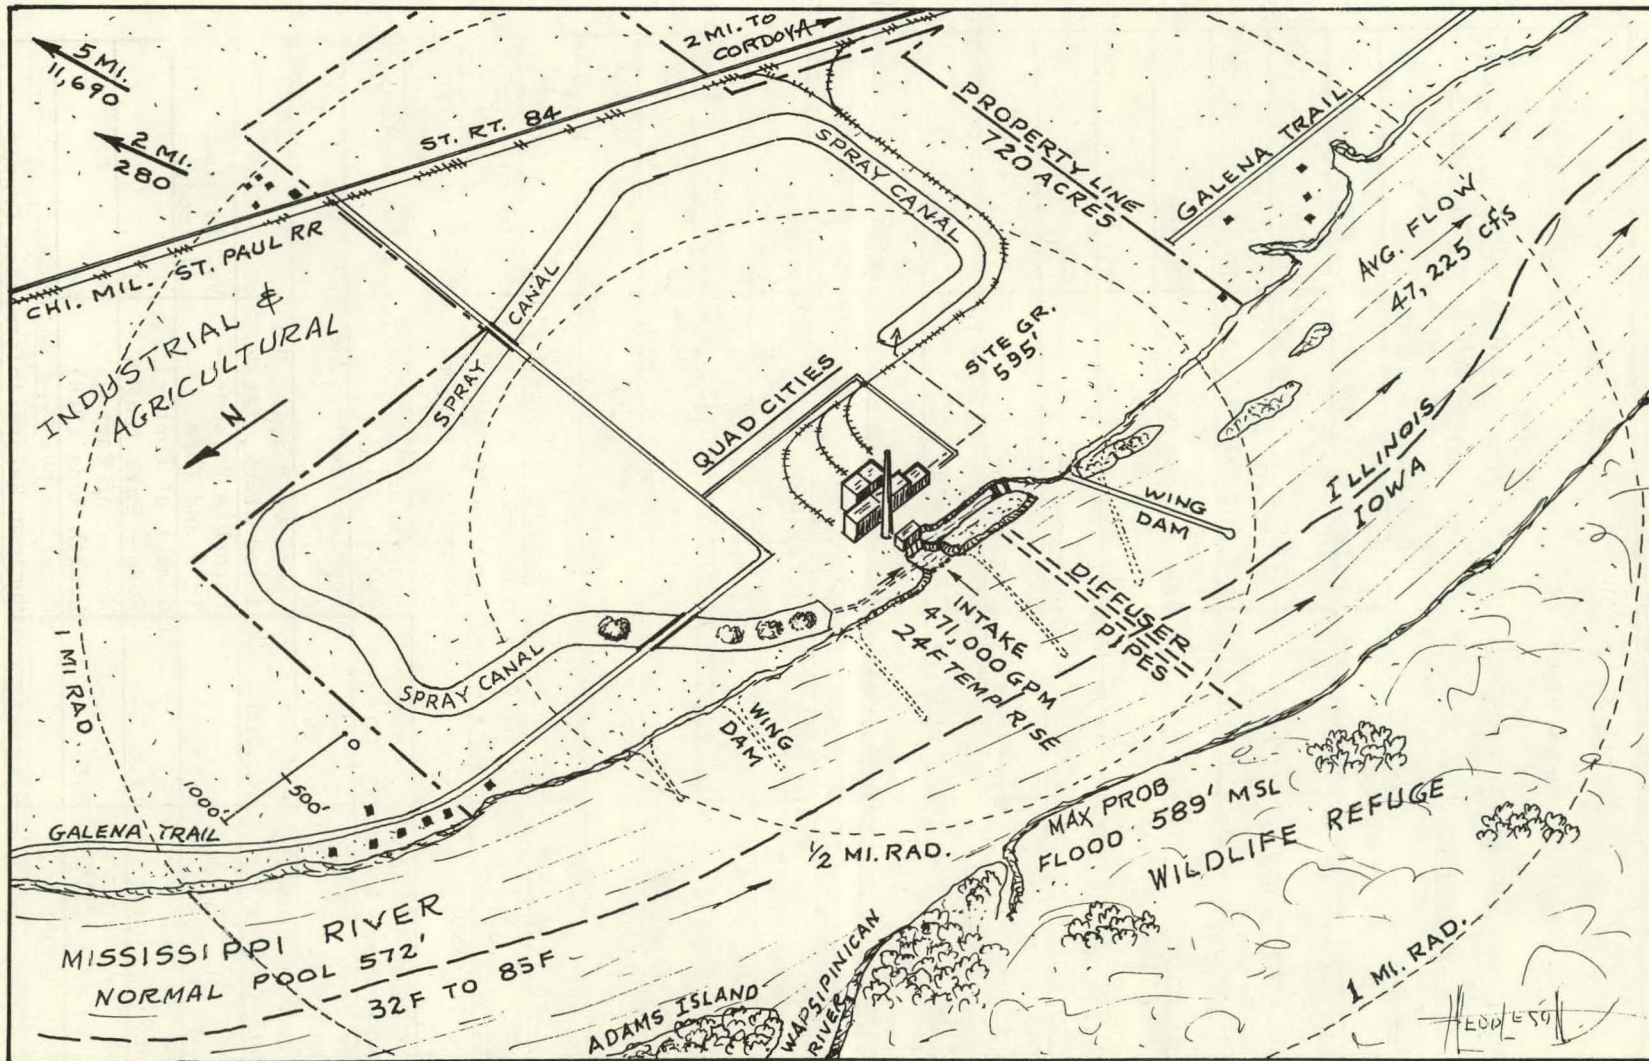 5 MI.
11,690
2 MI.
280
2 MI. TO
CORDOVA
ST. RT. 84
CHI. MIL. ST. PAUL RR
INDUSTRIAL &
AGRICULTURAL
N
SPRAY CANAL
SPRAY CANAL
PROPERTY LINE
720 ACRES
GALENA TRAIL
AVG. FLOW
47,225 cfs
SITE GR.
595'
QUAD CITIES
ILLINOIS
IOWA
WING
DAM
DIFFUSER
PIPES
INTAKE
471,000 GPM
24F TEMP RISE
SPRAY CANAL
WING
DAM
1 MI RAD
0
500'
1000'
GALENA TRAIL
½ MI. RAD.
MAX PROB
FLOOD 589' MSL
WILDLIFE REFUGE
MISSISSIPPI RIVER
NORMAL POOL 572'
32F TO 85F
ADAMS ISLAND
WAPSIPINICAN
RIVER
1 MI. RAD.
HEDDLESON